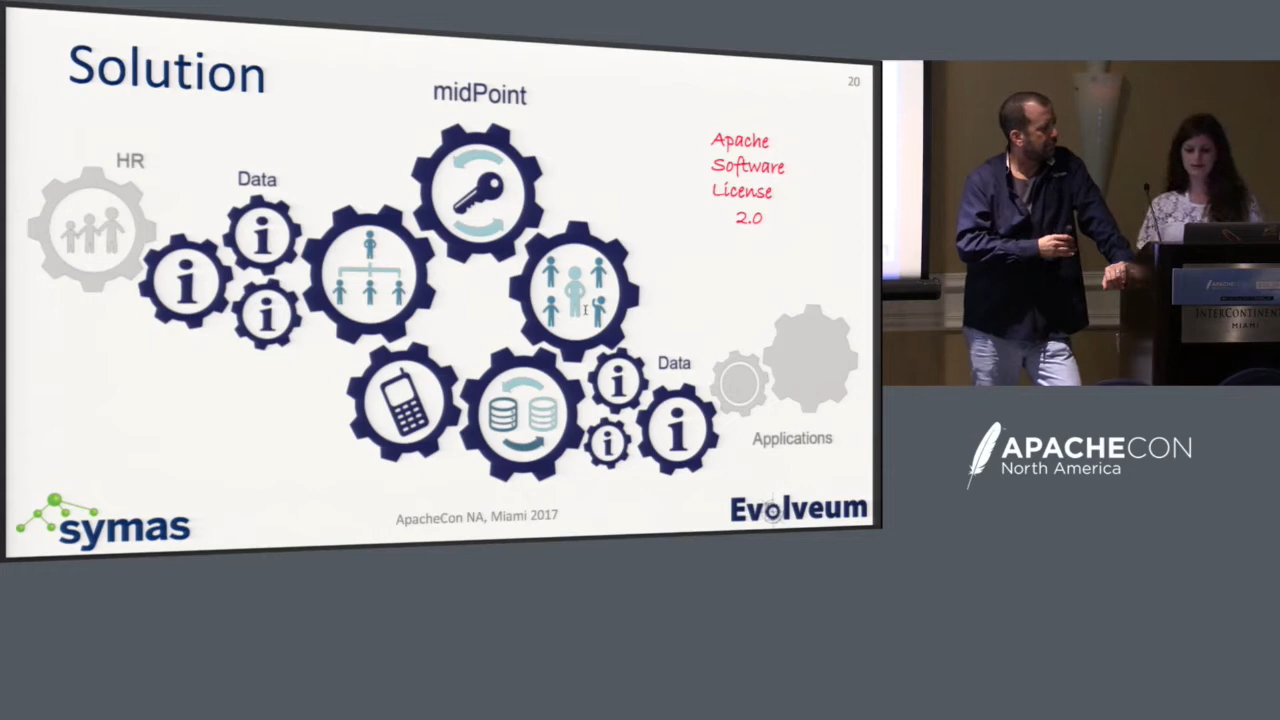 Solution
20
midPoint
Apache
Software
License
2.0
HR
Data
Data
Applications
symas
ApacheCon NA, Miami 2017
Evolveum
INTERCONTINEN
MIAMI
APACHECON
North America